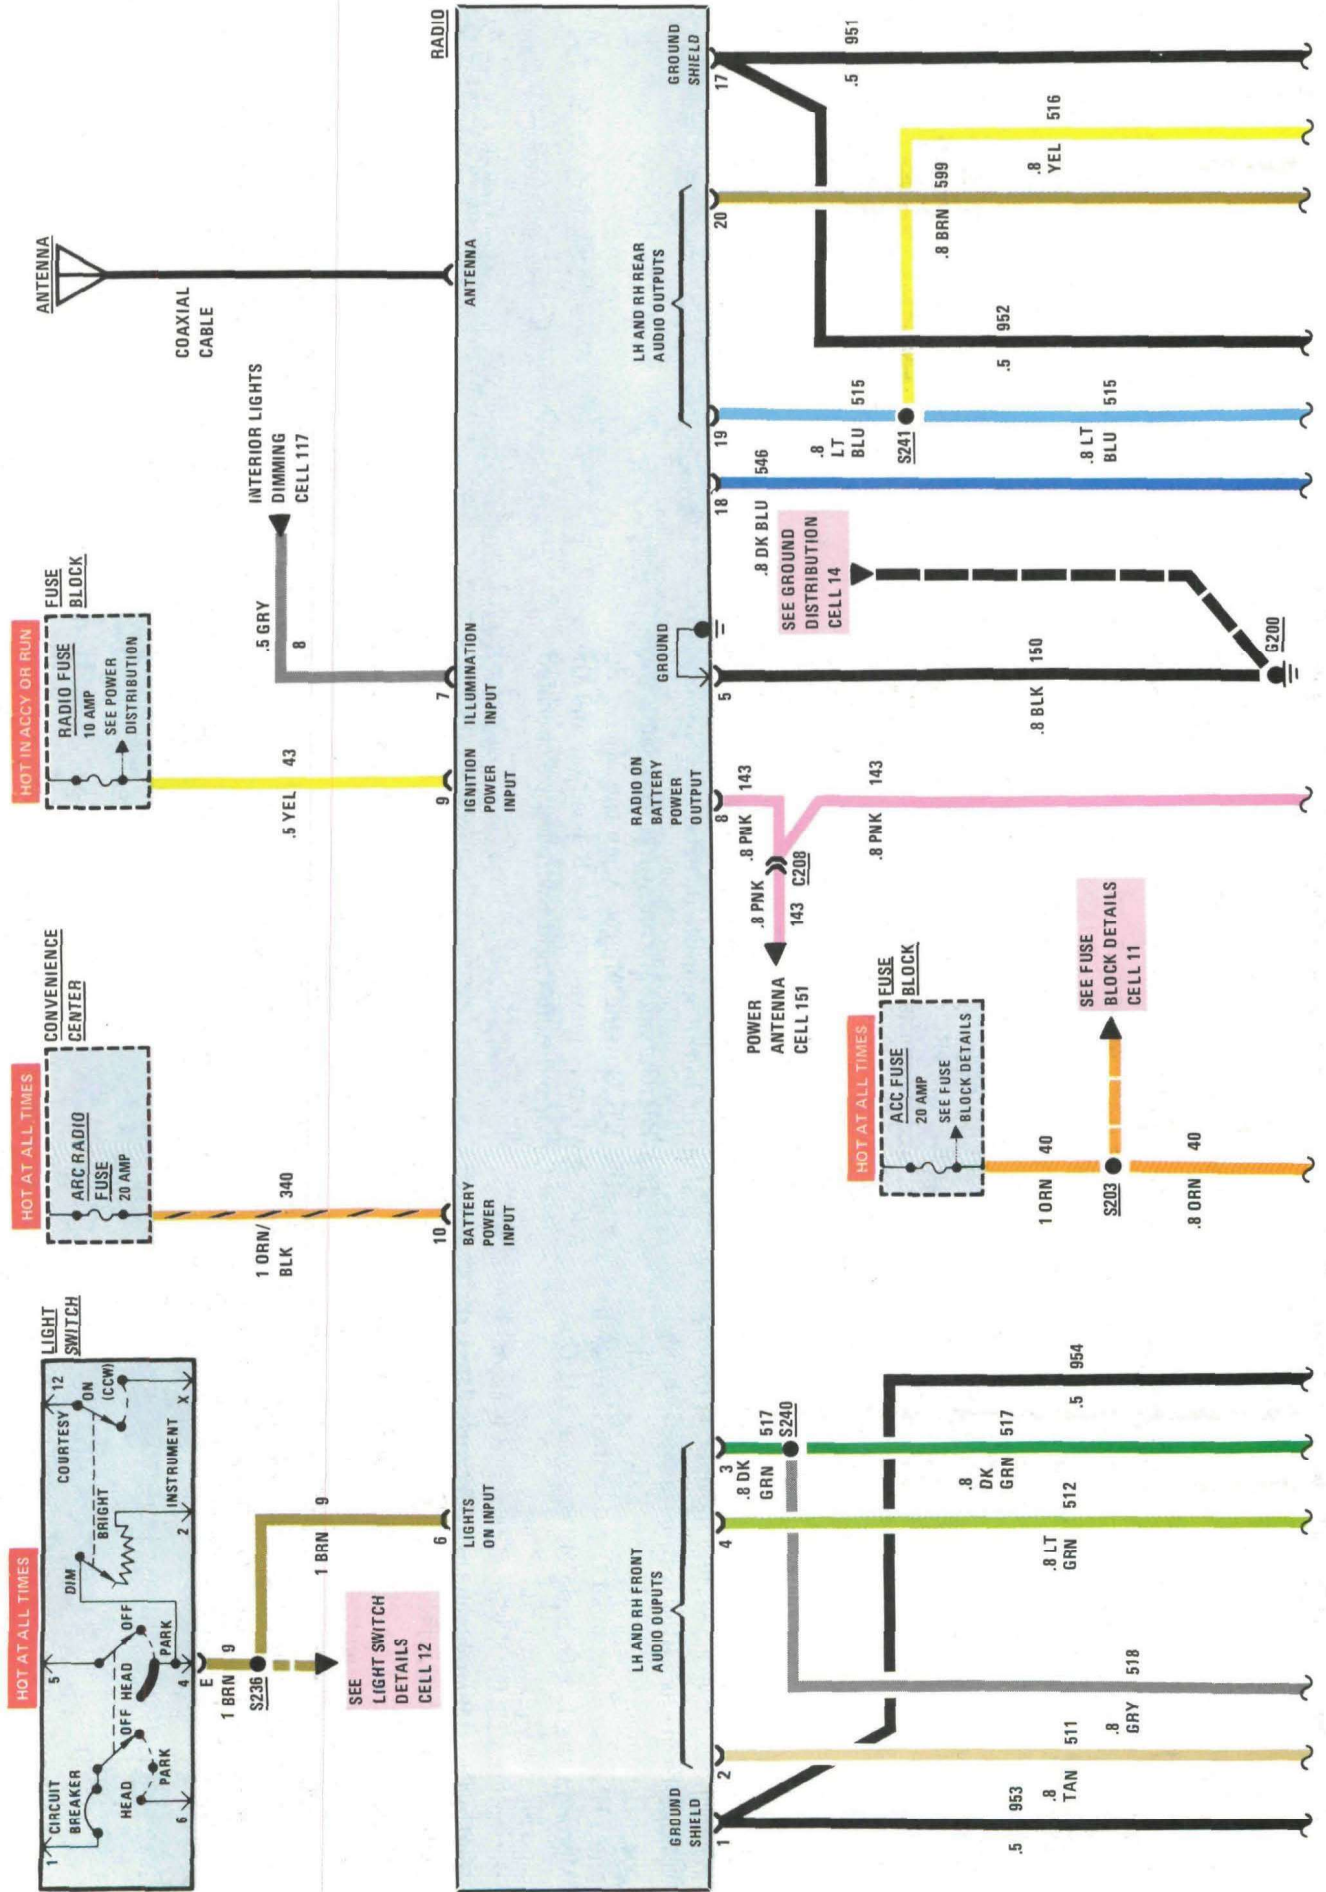 HOT AT ALL TIMES
LIGHT
SWITCH
1
CIRCUIT
BREAKER
HEAD
PARK
6
OFF
5
HEAD
OFF
PARK
4
DIM
BRIGHT
2
INSTRUMENT
COURTESY
12
ON
(CCW)
X
E
1 BRN
9
S236
SEE
LIGHT SWITCH
DETAILS
CELL 12
1 BRN
9
6
LIGHTS
ON INPUT
HOT AT ALL TIMES
CONVENIENCE
CENTER
ARC RADIO
FUSE
20 AMP
1 ORN/
BLK
340
10
BATTERY
POWER
INPUT
HOT IN ACCY OR RUN
FUSE
BLOCK
RADIO FUSE
10 AMP
SEE POWER
DISTRIBUTION
.5 YEL
43
9
IGNITION
POWER
INPUT
INTERIOR LIGHTS
DIMMING
CELL 117
.5 GRY
8
7
ILLUMINATION
INPUT
ANTENNA
COAXIAL
CABLE
ANTENNA
RADIO
GROUND
SHIELD
1
LH AND RH FRONT
AUDIO OUPUTS
2
4
3
RADIO ON
BATTERY
POWER
OUTPUT
8
GROUND
5
18
LH AND RH REAR
AUDIO OUTPUTS
19
20
GROUND
SHIELD
17
.8 DK
GRN
517
S240
.8 PNK
143
.8 PNK
143
C208
POWER
ANTENNA
CELL 151
.8 PNK
143
.8 DK BLU
546
SEE GROUND
DISTRIBUTION
CELL 14
.8
LT
BLU
515
S241
.8 BRN
599
.5
951
HOT AT ALL TIMES
FUSE
BLOCK
ACC FUSE
20 AMP
SEE FUSE
BLOCK DETAILS
1 ORN
40
S203
SEE FUSE
BLOCK DETAILS
CELL 11
.8 ORN
40
.5
953
.8
TAN
511
.8
GRY
518
.8 LT
GRN
512
.8
DK
GRN
517
.5
954
.8 BLK
150
G200
.8 LT
BLU
515
.5
952
.8
YEL
516